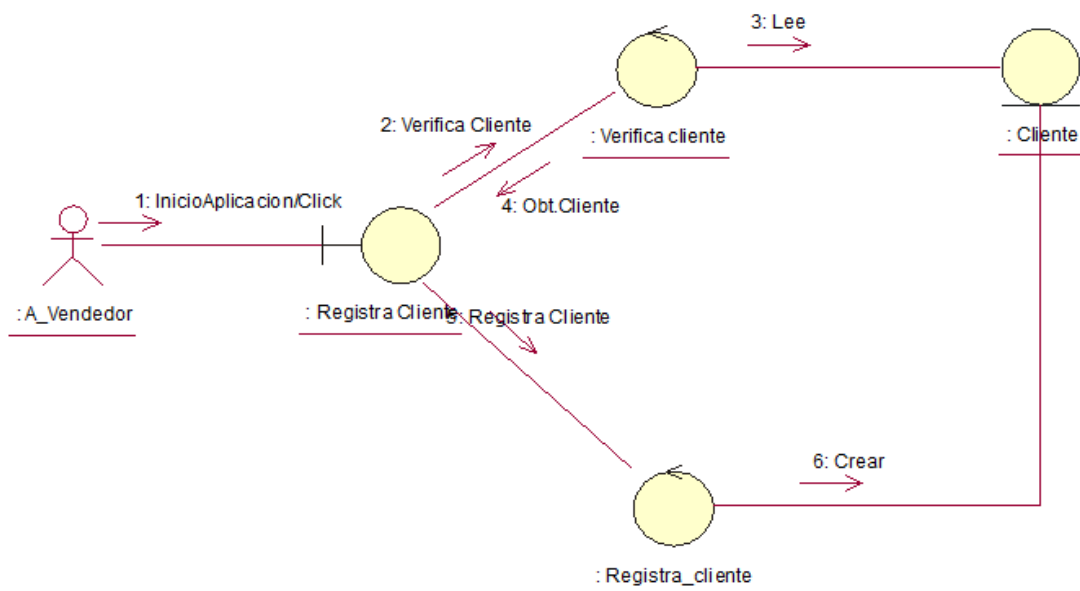 3: Lee
2: Verifica Cliente
: Verifica cliente
: Cliente
1: InicioAplicacion/Click
4: Obt.Cliente
: A_Vendedor
: Registra Cliente
5: Registra Cliente
6: Crear
: Registra_cliente